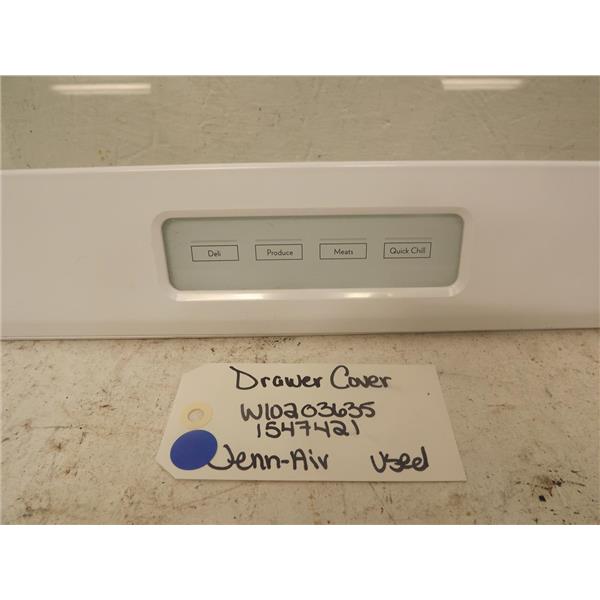 Deli Produce Meats Quick Chill
Drawer Cover
W10203635
1547421
Jenn-Air Used